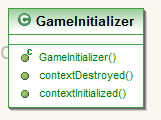 GameInitializer
GameInitializer()
contextDestroyed()
contextInitialized()